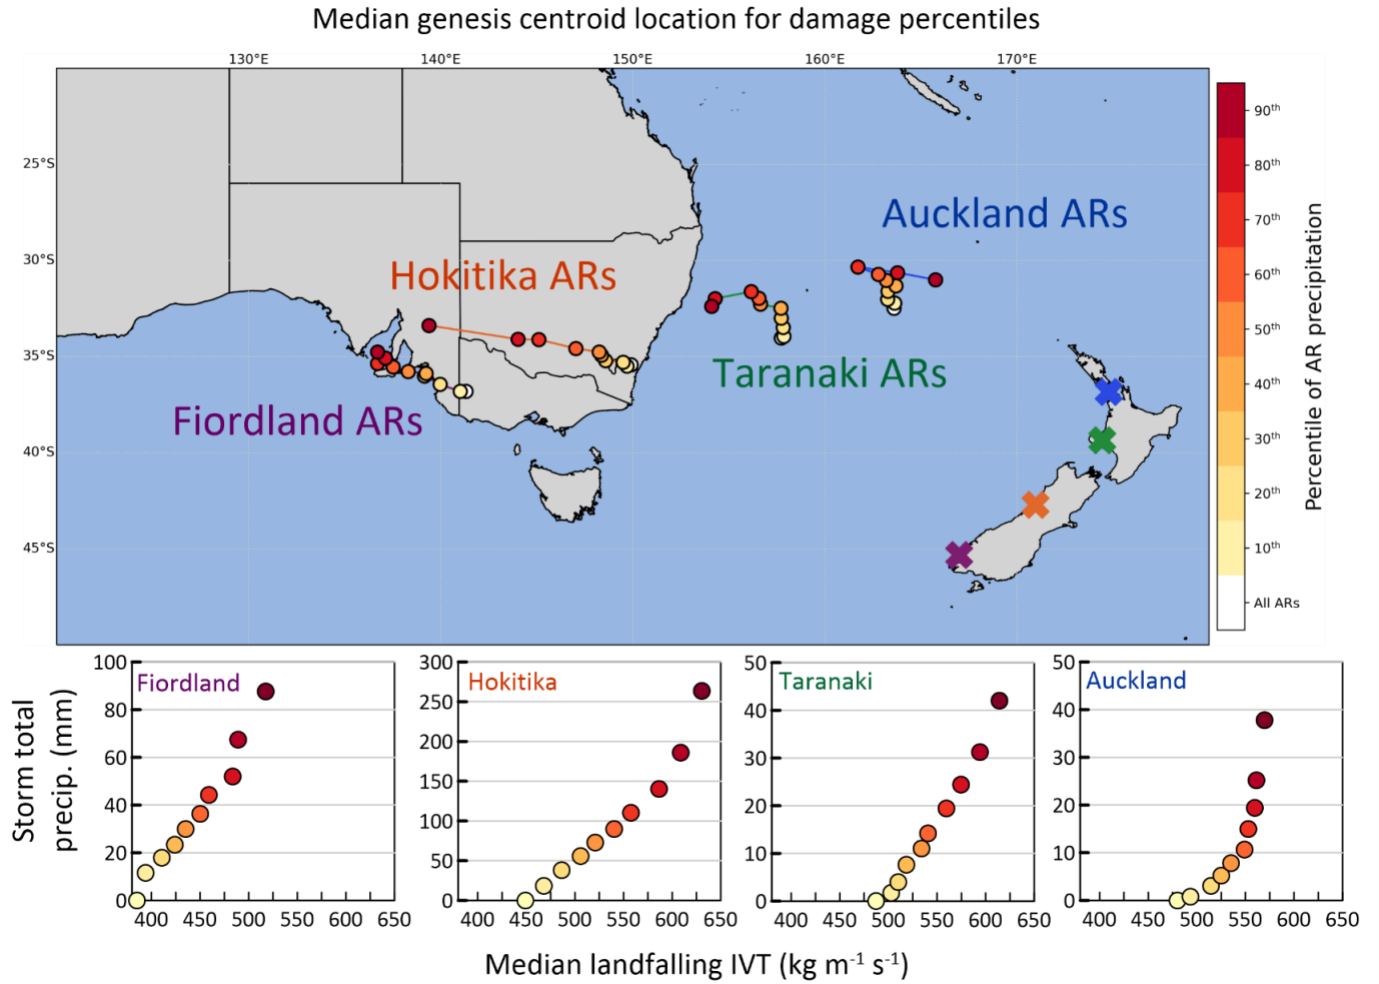 Median genesis centroid location for damage percentiles
130°E 140°E 150°E 160°E 170°E
25°S
30°S
35°S
40°S
45°S
Auckland ARs
Hokitika ARs
Taranaki ARs
Fiordland ARs
90th
80th
70th
60th
50th
40th
30th
20th
10th
All ARs
Percentile of AR precipitation
Storm total
precip. (mm)
Fiordland
100
80
60
40
20
0
400 450 500 550 600 650
Hokitika
300
250
200
150
100
50
0
400 450 500 550 600 650
Taranaki
50
40
30
20
10
0
400 450 500 550 600 650
Auckland
50
40
30
20
10
0
400 450 500 550 600 650
Median landfalling IVT (kg m-1 s-1)